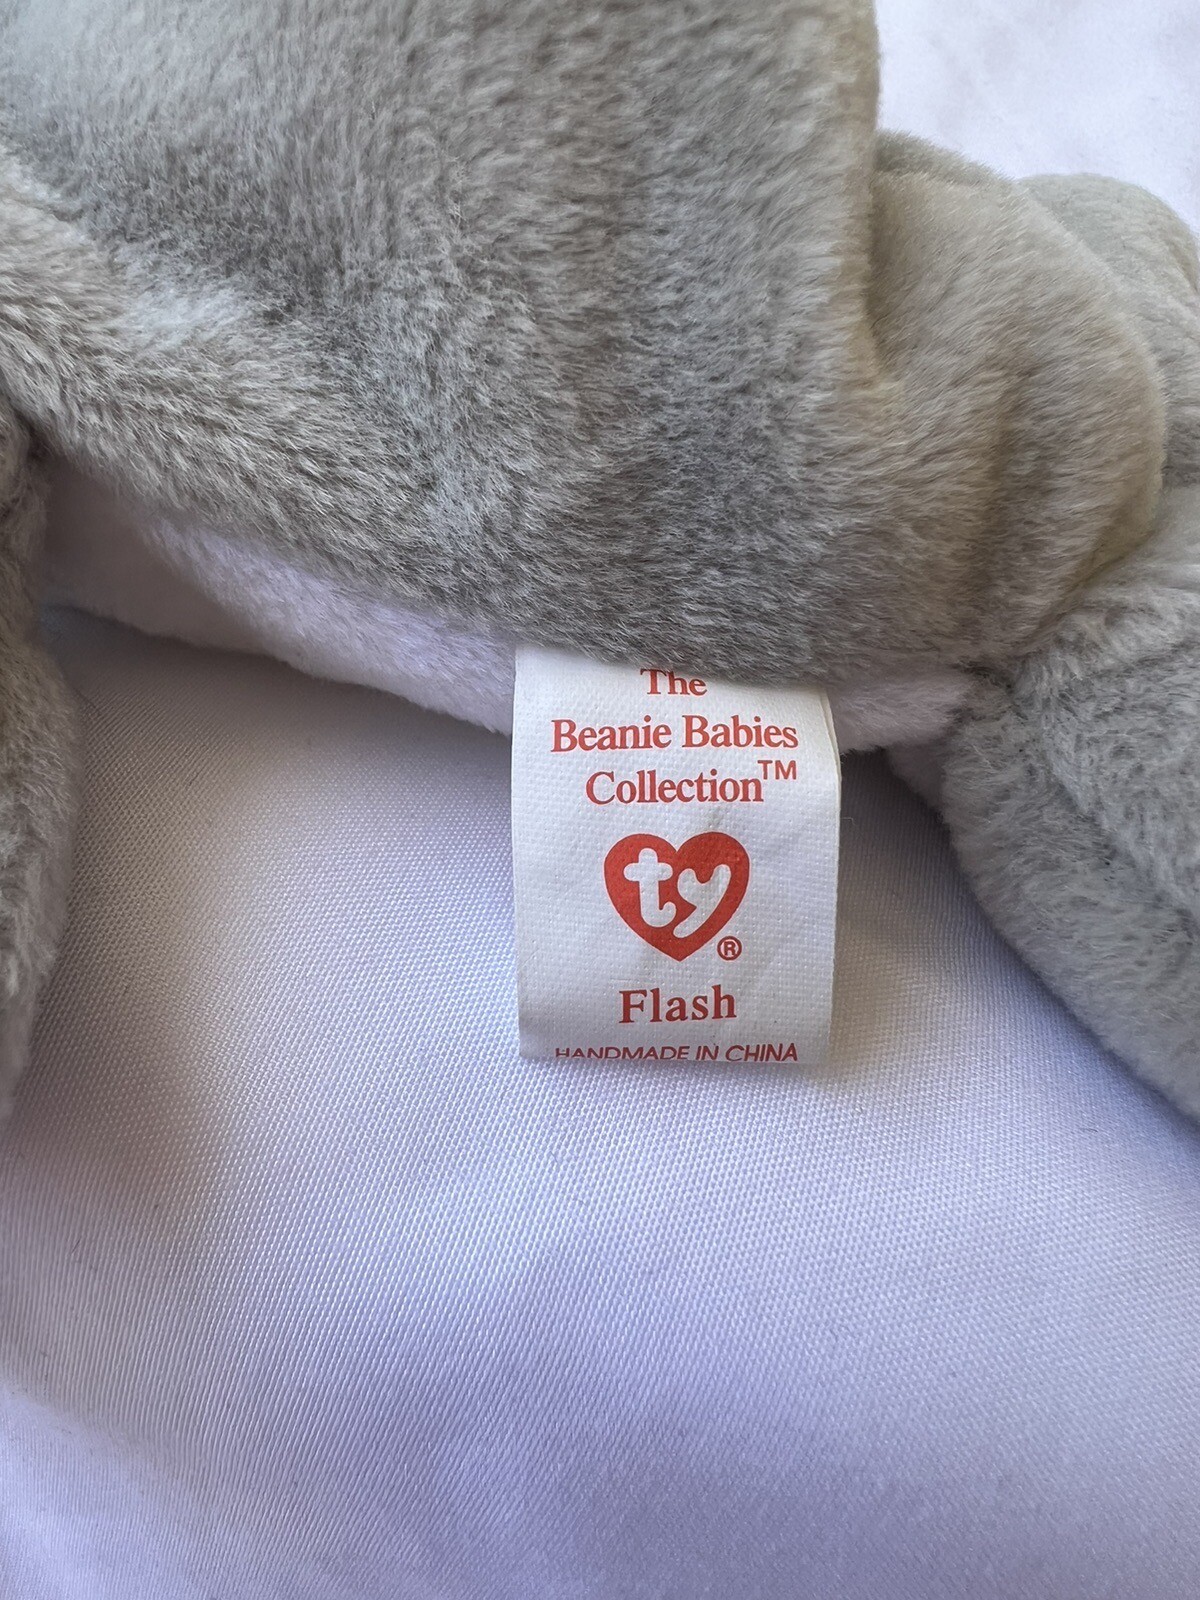 The
Beanie Babies
Collection™
ty®
Flash
HANDMADE IN CHINA